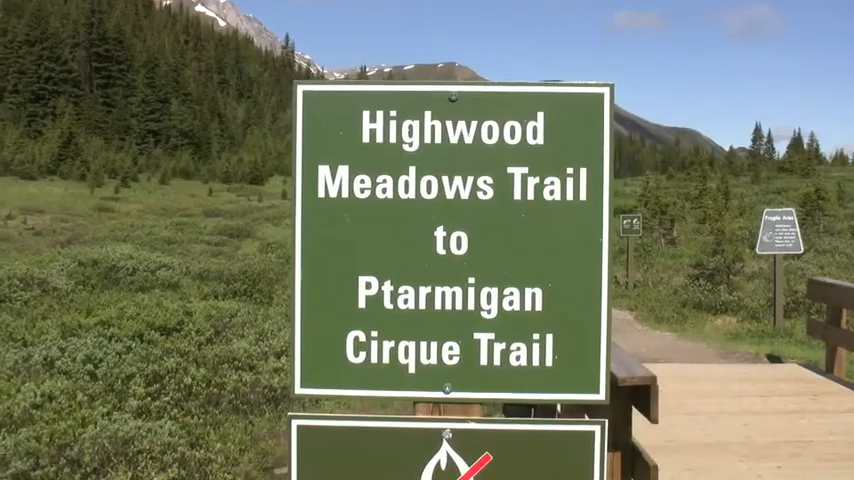 Highwood
Meadows Trail
to
Ptarmigan
Cirque Trail
Fragile Area